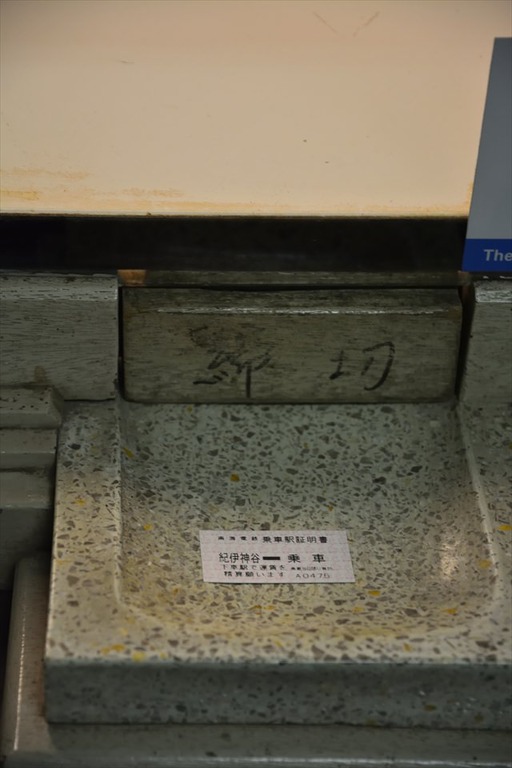 The
切
南海電鉄 乗車駅証明書
紀伊神谷━乗車
下車駅で運賃を
精算願います A0475